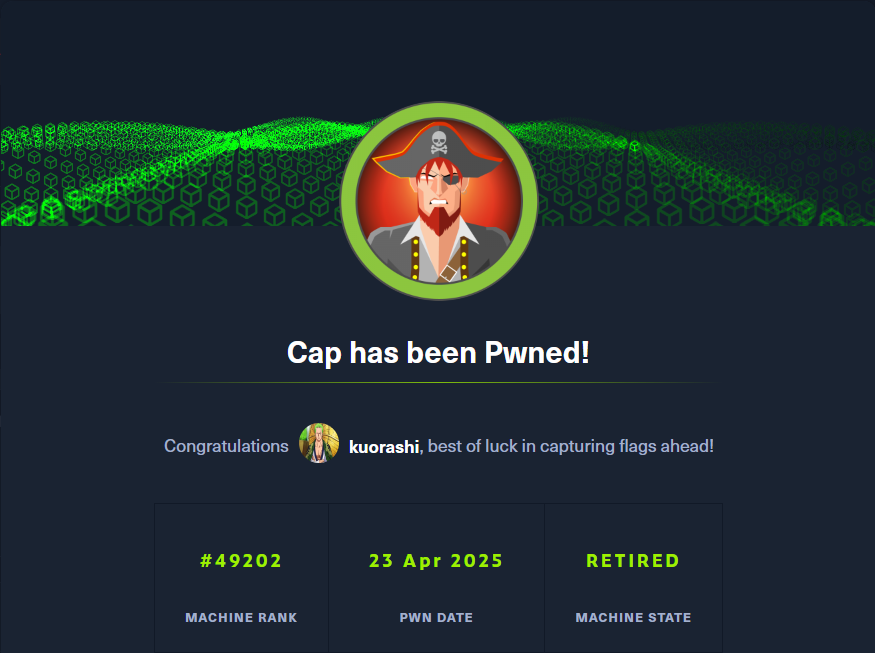 Cap has been Pwned!
Congratulations kuorashi, best of luck in capturing flags ahead!
#49202 23 Apr 2025 RETIRED
MACHINE RANK PWN DATE MACHINE STATE